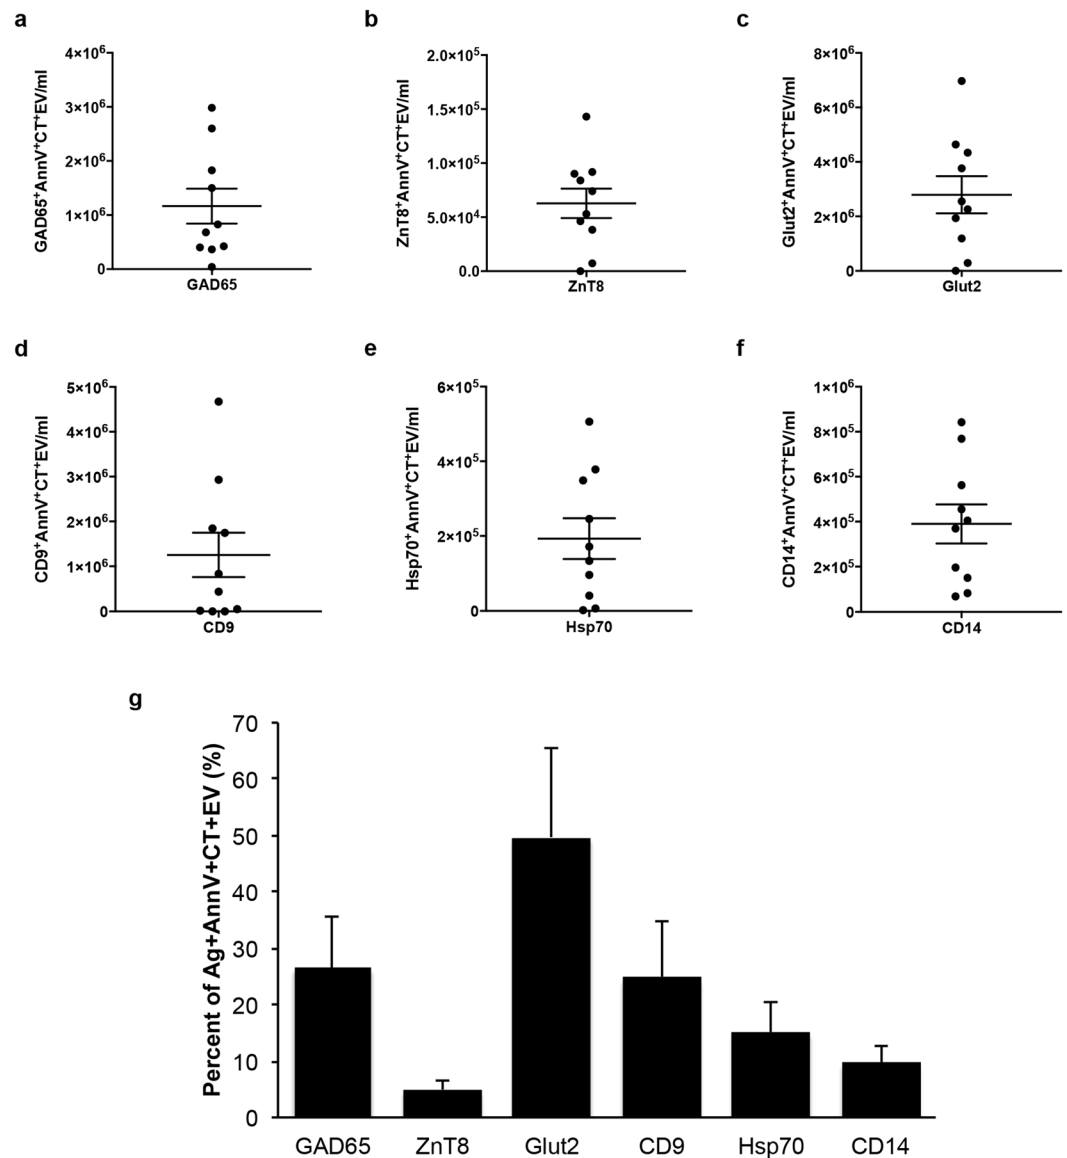 a
GAD65⁺AnnV⁺CT⁺EV/ml
4×10⁶
3×10⁶
2×10⁶
1×10⁶
0
GAD65
b
ZnT8⁺AnnV⁺CT⁺EV/ml
2.0×10⁵
1.5×10⁵
1.0×10⁵
5.0×10⁴
0.0
ZnT8
c
Glut2⁺AnnV⁺CT⁺EV/ml
8×10⁶
6×10⁶
4×10⁶
2×10⁶
0
Glut2
d
CD9⁺AnnV⁺CT⁺EV/ml
5×10⁶
4×10⁶
3×10⁶
2×10⁶
1×10⁶
0
CD9
e
Hsp70⁺AnnV⁺CT⁺EV/ml
6×10⁵
4×10⁵
2×10⁵
0
Hsp70
f
CD14⁺AnnV⁺CT⁺EV/ml
1×10⁶
8×10⁵
6×10⁵
4×10⁵
2×10⁵
0
CD14
g
Percent of Ag+AnnV+CT+EV (%)
70
60
50
40
30
20
10
0
GAD65 ZnT8 Glut2 CD9 Hsp70 CD14